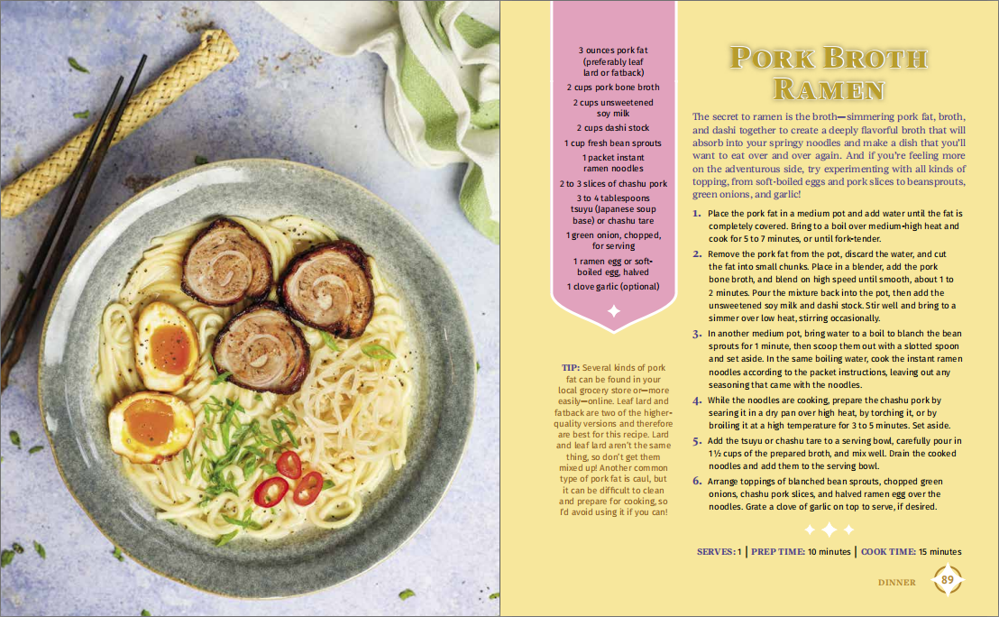 3 ounces pork fat
(preferably leaf
lard or fatback)
2 cups pork bone broth
2 cups unsweetened
soy milk
2 cups dashi stock
1 cup fresh bean sprouts
1 packet instant
ramen noodles
2 to 3 slices of chashu pork
3 to 4 tablespoons
tsuyu (Japanese soup
base) or chashu tare
1 green onion, chopped,
for serving
1 ramen egg or soft-
boiled egg, halved
1 clove garlic (optional)
TIP: Several kinds of pork
fat can be found in your
local grocery store or—more
easily—online. Leaf lard and
fatback are two of the higher-
quality versions and therefore
are best for this recipe. Lard
and leaf lard aren't the same
thing, so don't get them
mixed up! Another common
type of pork fat is caul, but
it can be difficult to clean
and prepare for cooking, so
I'd avoid using it if you can!
Pork Broth
Ramen
The secret to ramen is the broth—simmering pork fat, broth,
and dashi together to create a deeply flavorful broth that will
absorb into your springy noodles and make a dish that you'll
want to eat over and over again. And if you're feeling more
on the adventurous side, try experimenting with all kinds of
topping, from soft-boiled eggs and pork slices to beansprouts,
green onions, and garlic!
1. Place the pork fat in a medium pot and add water until the fat is
completely covered. Bring to a boil over medium-high heat and
cook for 5 to 7 minutes, or until fork-tender.
2. Remove the pork fat from the pot, discard the water, and cut
the fat into small chunks. Place in a blender, add the pork
bone broth, and blend on high speed until smooth, about 1 to
2 minutes. Pour the mixture back into the pot, then add the
unsweetened soy milk and dashi stock. Stir well and bring to a
simmer over low heat, stirring occasionally.
3. In another medium pot, bring water to a boil to blanch the bean
sprouts for 1 minute, then scoop them out with a slotted spoon
and set aside. In the same boiling water, cook the instant ramen
noodles according to the packet instructions, leaving out any
seasoning that came with the noodles.
4. While the noodles are cooking, prepare the chashu pork by
searing it in a dry pan over high heat, by torching it, or by
broiling it at a high temperature for 3 to 5 minutes. Set aside.
5. Add the tsuyu or chashu tare to a serving bowl, carefully pour in
1½ cups of the prepared broth, and mix well. Drain the cooked
noodles and add them to the serving bowl.
6. Arrange toppings of blanched bean sprouts, chopped green
onions, chashu pork slices, and halved ramen egg over the
noodles. Grate a clove of garlic on top to serve, if desired.
SERVES: 1 | PREP TIME: 10 minutes | COOK TIME: 15 minutes
DINNER 89